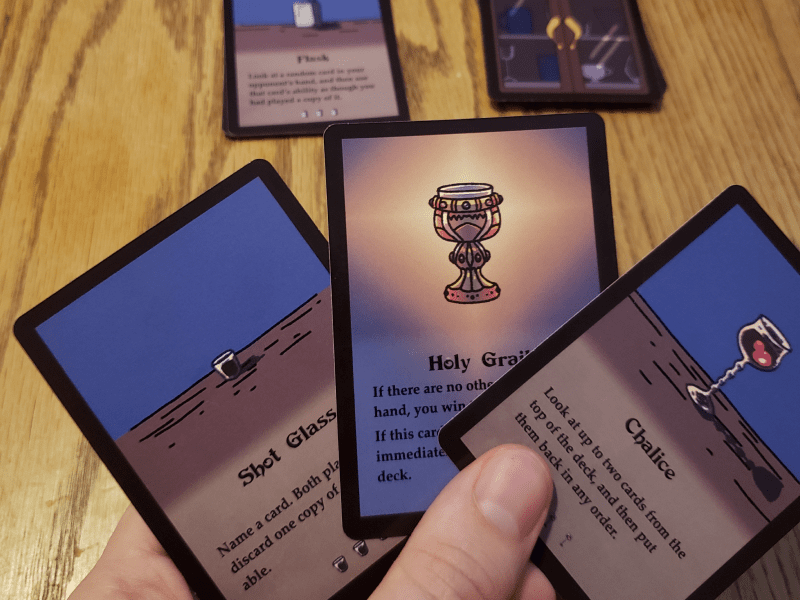 Flask
Look at a random card in your
opponent's hand, and then use
that card's ability as though you
had played a copy of it.
Shot Glass
Name a card. Both
discard one copy of
able.
Holy Grail
If there are no
hand, you win
If this card
deck.
Chalice
Look at up to two cards from the
top of the deck, and then put
them back in any order.